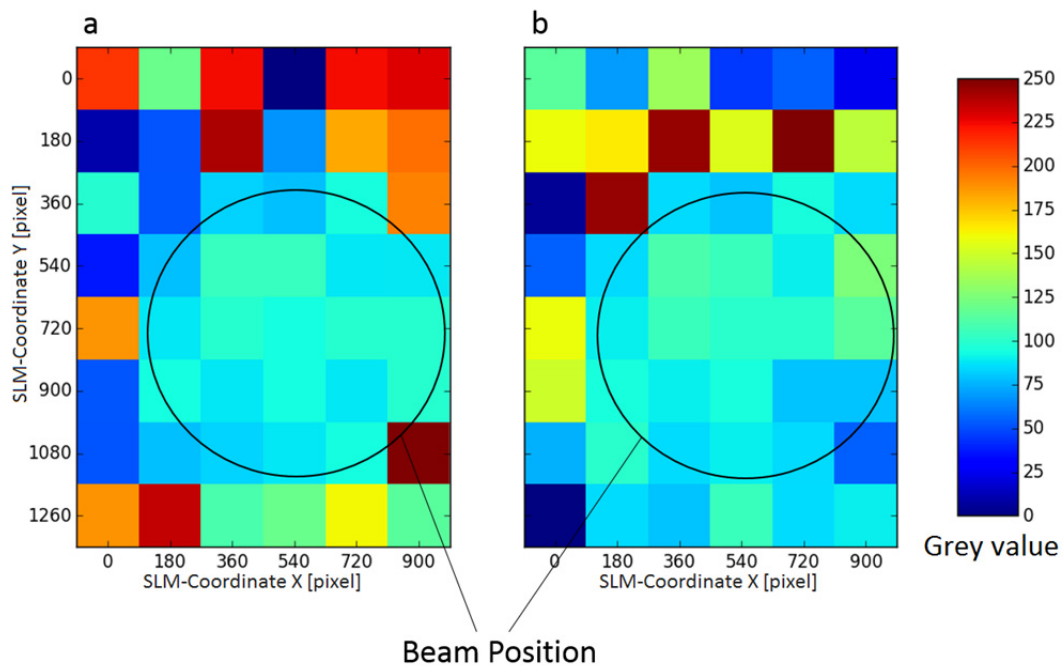 a
b
0
180
360
540
720
900
1080
1260
SLM-Coordinate Y [pixel]
0 180 360 540 720 900
SLM-Coordinate X [pixel]
0 180 360 540 720 900
SLM-Coordinate X [pixel]
250
225
200
175
150
125
100
75
50
25
0
Grey value
Beam Position